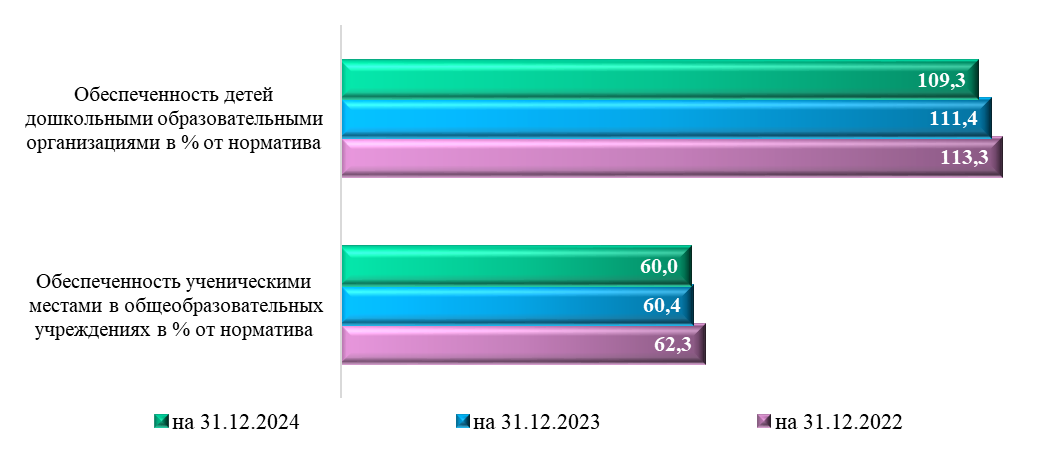 Обеспеченность детей
дошкольными образовательными
организациями в % от норматива
109,3
111,4
113,3
Обеспеченность ученическими
местами в общеобразовательных
учреждениях в % от норматива
60,0
60,4
62,3
на 31.12.2024
на 31.12.2023
на 31.12.2022